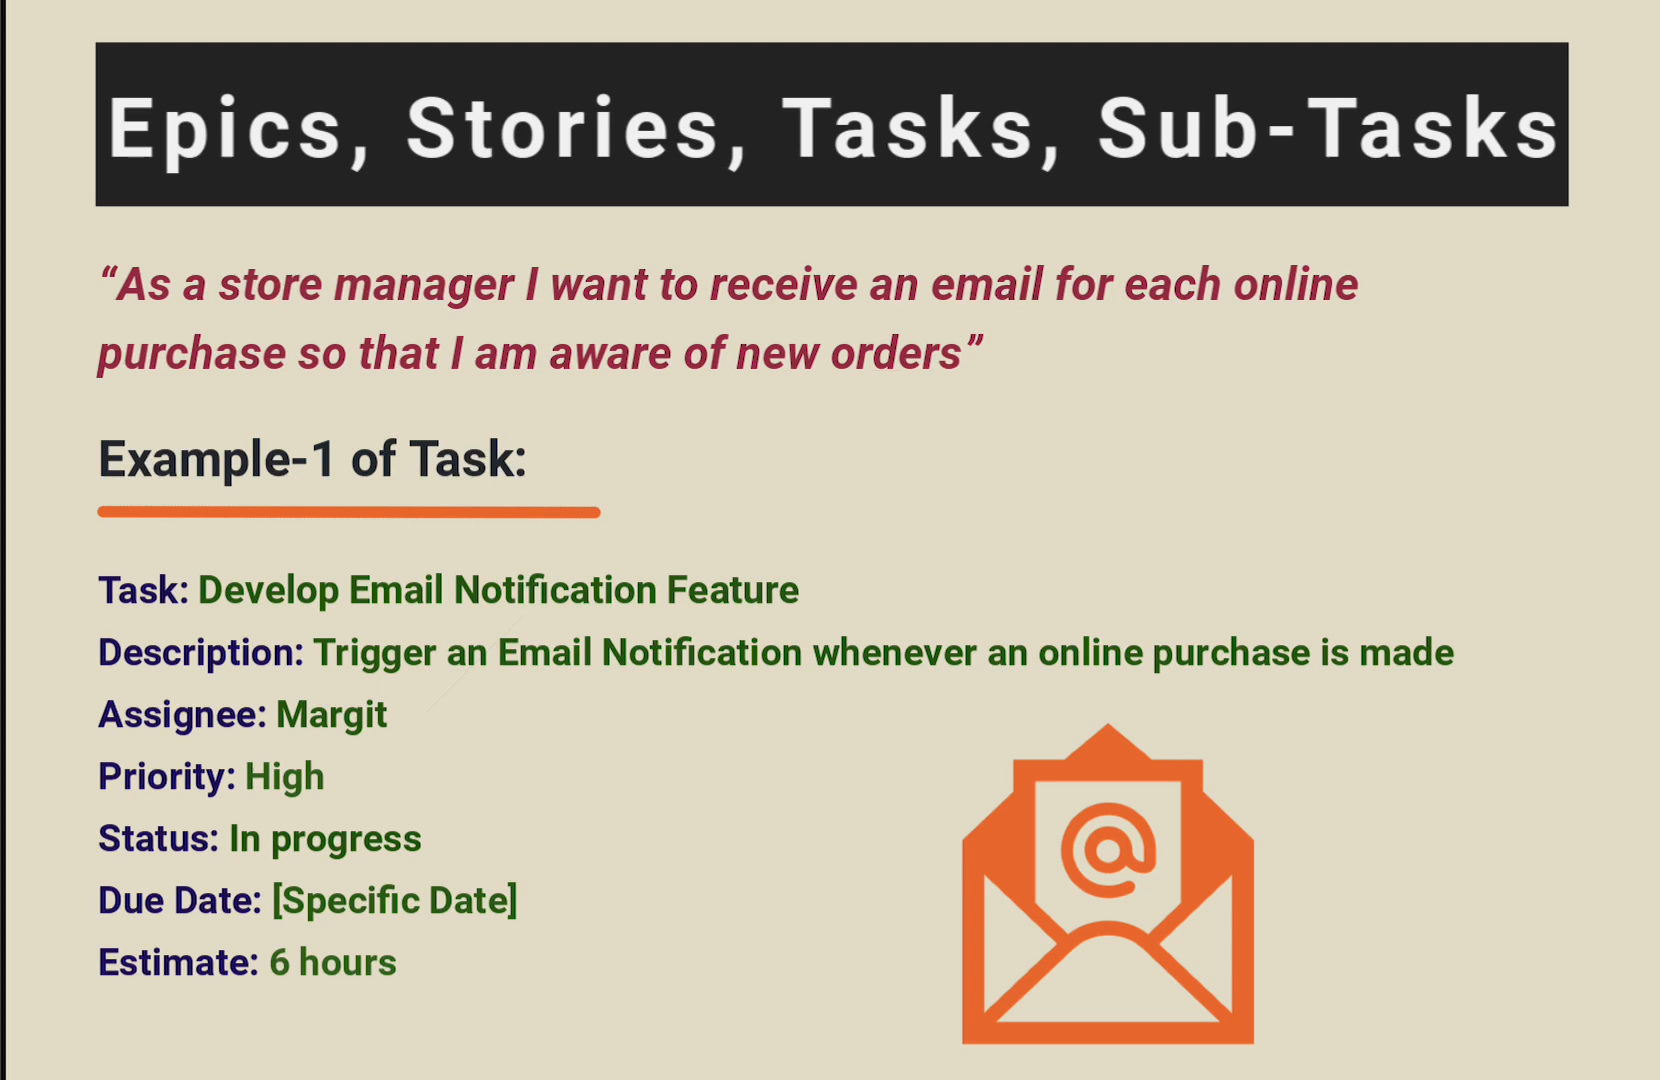 Epics, Stories, Tasks, Sub-Tasks
“As a store manager I want to receive an email for each online
purchase so that I am aware of new orders”
Example-1 of Task:
Task: Develop Email Notification Feature
Description: Trigger an Email Notification whenever an online purchase is made
Assignee: Margit
Priority: High
Status: In progress
Due Date: [Specific Date]
Estimate: 6 hours
@